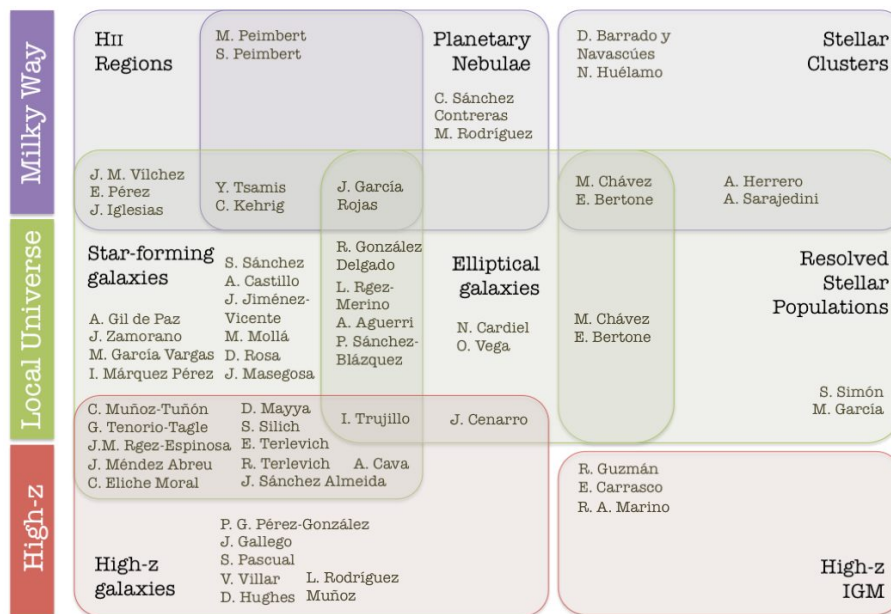 Milky Way
HII
Regions
M. Peimbert
S. Peimbert
Planetary
Nebulae
C. Sánchez
Contreras
M. Rodríguez
D. Barrado y
Navascúes
N. Huélamo
Stellar
Clusters
J. M. Vilchez
E. Pérez
J. Iglesias
Y. Tsamis
C. Kehrig
J. García
Rojas
M. Chávez
E. Bertone
A. Herrero
A. Sarajedini
Local Universe
Star-forming
galaxies
A. Gil de Paz
J. Zamorano
M. García Vargas
I. Márquez Pérez
S. Sánchez
A. Castillo
J. Jiménez-
Vicente
M. Mollá
D. Rosa
J. Masegosa
R. González
Delgado
L. Rgez-
Merino
A. Aguerri
P. Sánchez-
Blázquez
Elliptical
galaxies
N. Cardiel
O. Vega
M. Chávez
E. Bertone
Resolved
Stellar
Populations
S. Simón
M. García
C. Muñoz-Tuñón
G. Tenorio-Tagle
J.M. Rgez-Espinosa
J. Méndez Abreu
C. Eliche Moral
D. Mayya
S. Silich
E. Terlevich
R. Terlevich
J. Sánchez Almeida
I. Trujillo
A. Cava
J. Cenarro
High-z
High-z
galaxies
P. G. Pérez-González
J. Gallego
S. Pascual
V. Villar
D. Hughes
L. Rodríguez
Muñoz
R. Guzmán
E. Carrasco
R. A. Marino
High-z
IGM